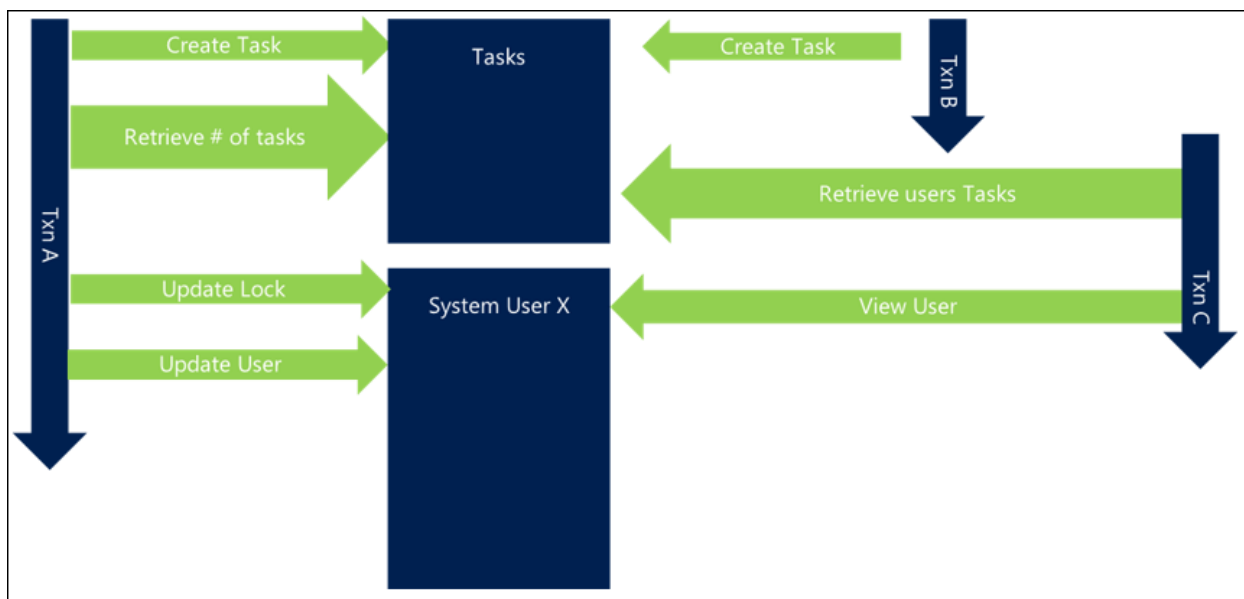 Create Task
Tasks
Create Task
Txn B
Retrieve # of tasks
Retrieve users Tasks
Txn A
Txn C
Update Lock
System User X
View User
Update User